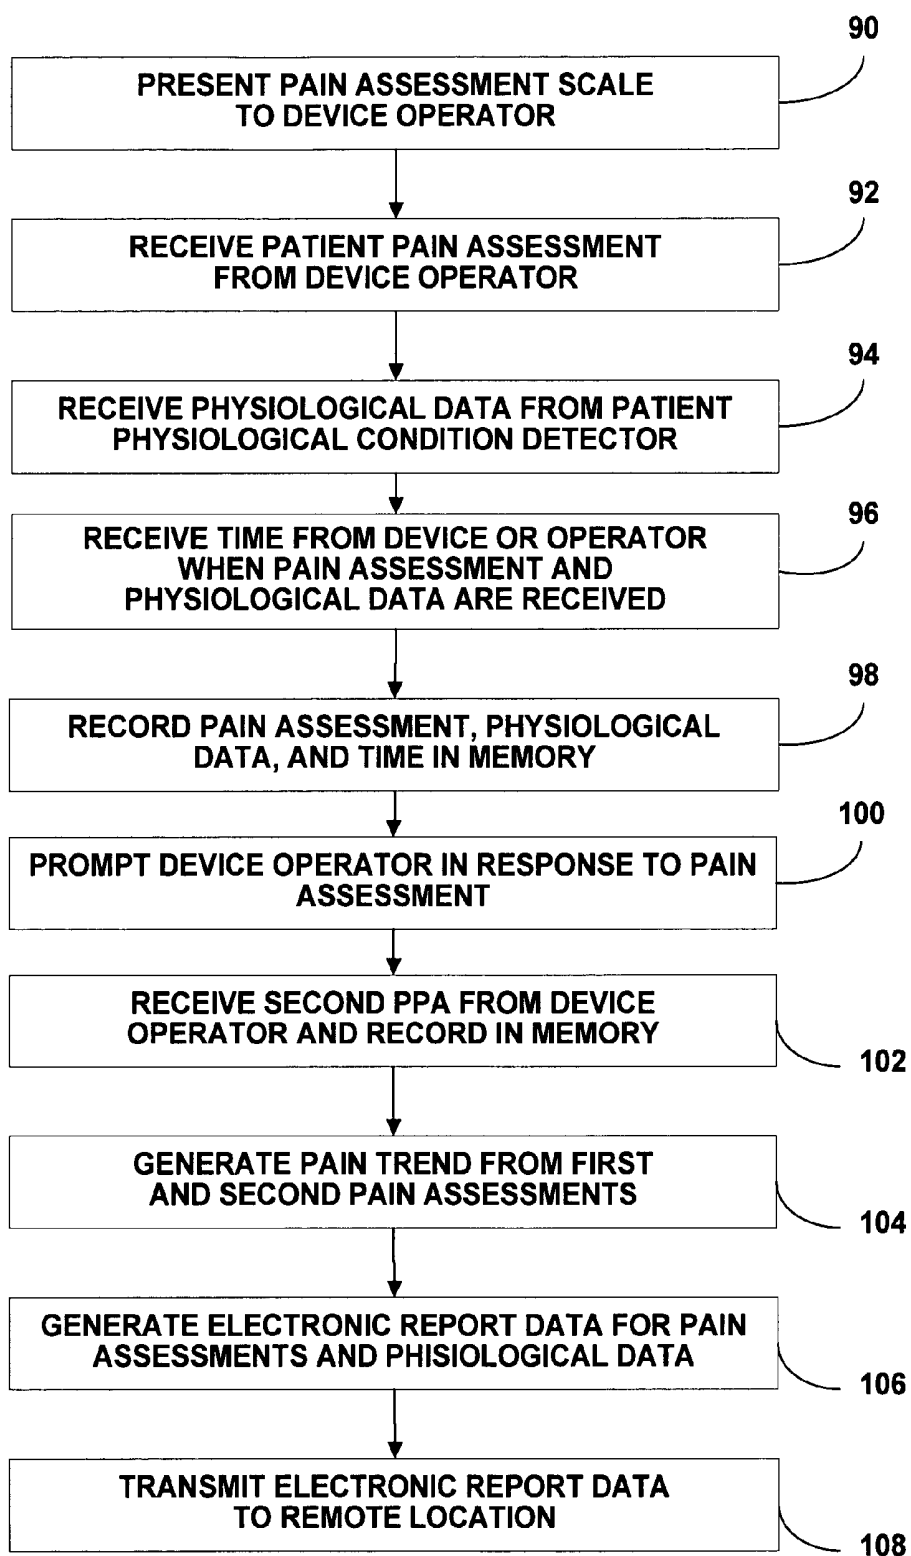 90
PRESENT PAIN ASSESSMENT SCALE
TO DEVICE OPERATOR
92
RECEIVE PATIENT PAIN ASSESSMENT
FROM DEVICE OPERATOR
94
RECEIVE PHYSIOLOGICAL DATA FROM PATIENT
PHYSIOLOGICAL CONDITION DETECTOR
96
RECEIVE TIME FROM DEVICE OR OPERATOR
WHEN PAIN ASSESSMENT AND
PHYSIOLOGICAL DATA ARE RECEIVED
98
RECORD PAIN ASSESSMENT, PHYSIOLOGICAL
DATA, AND TIME IN MEMORY
100
PROMPT DEVICE OPERATOR IN RESPONSE TO PAIN
ASSESSMENT
RECEIVE SECOND PPA FROM DEVICE
OPERATOR AND RECORD IN MEMORY
102
GENERATE PAIN TREND FROM FIRST
AND SECOND PAIN ASSESSMENTS
104
GENERATE ELECTRONIC REPORT DATA FOR PAIN
ASSESSMENTS AND PHISIOLOGICAL DATA
106
TRANSMIT ELECTRONIC REPORT DATA
TO REMOTE LOCATION
108